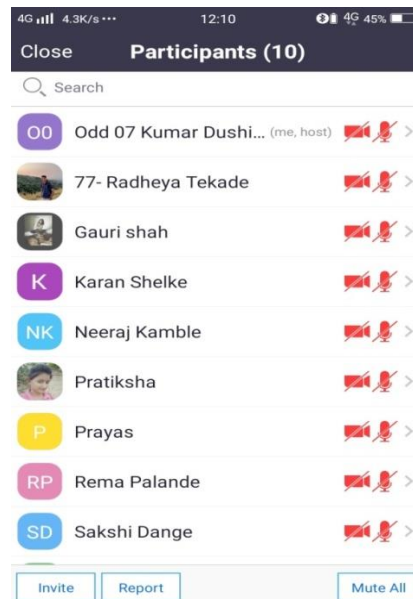 4G 4.3K/s ••• 12:10 4G 45%
Close Participants (10)
Search
O0 Odd 07 Kumar Dushi... (me, host)
77- Radheya Tekade
Gauri shah
K Karan Shelke
NK Neeraj Kamble
Pratiksha
P Prayas
RP Rema Palande
SD Sakshi Dange
Invite Report Mute All